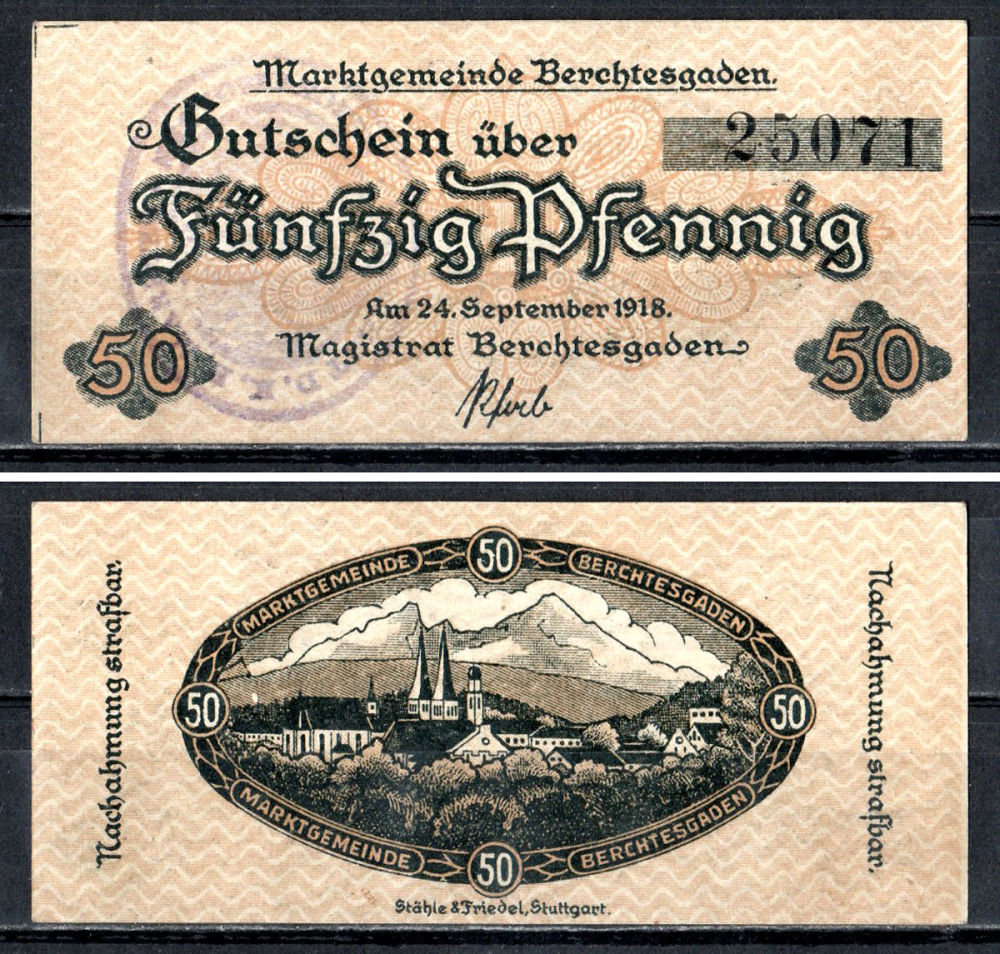 Marktgemeinde Berchtesgaden.
Gutschein über
25071
Fünfzig Pfennig
Am 24. September 1918.
Magistrat Berchtesgaden
50
50
50
MARKTGEMEINDE
BERCHTESGADEN
Nachahmung strafbar.
50
50
Nachahmung strafbar.
MARKTGEMEINDE
BERCHTESGADEN
50
Stähle & Friedel, Stuttgart.